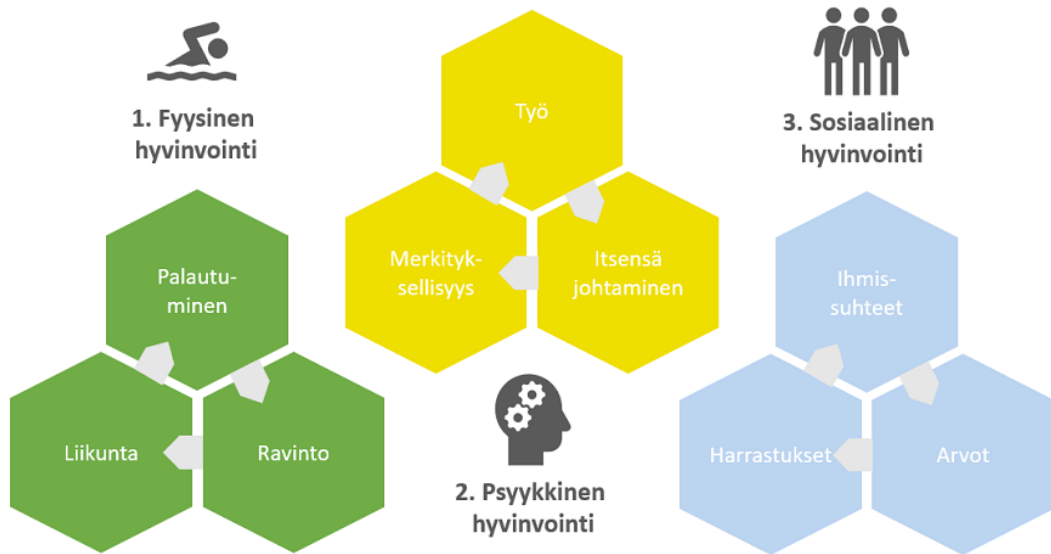 1. Fyysinen
hyvinvointi
Palautu-
minen
Liikunta
Ravinto
Työ
Merkityk-
sellisyys
Itsensä
johtaminen
2. Psyykkinen
hyvinvointi
3. Sosiaalinen
hyvinvointi
Ihmis-
suhteet
Harrastukset
Arvot